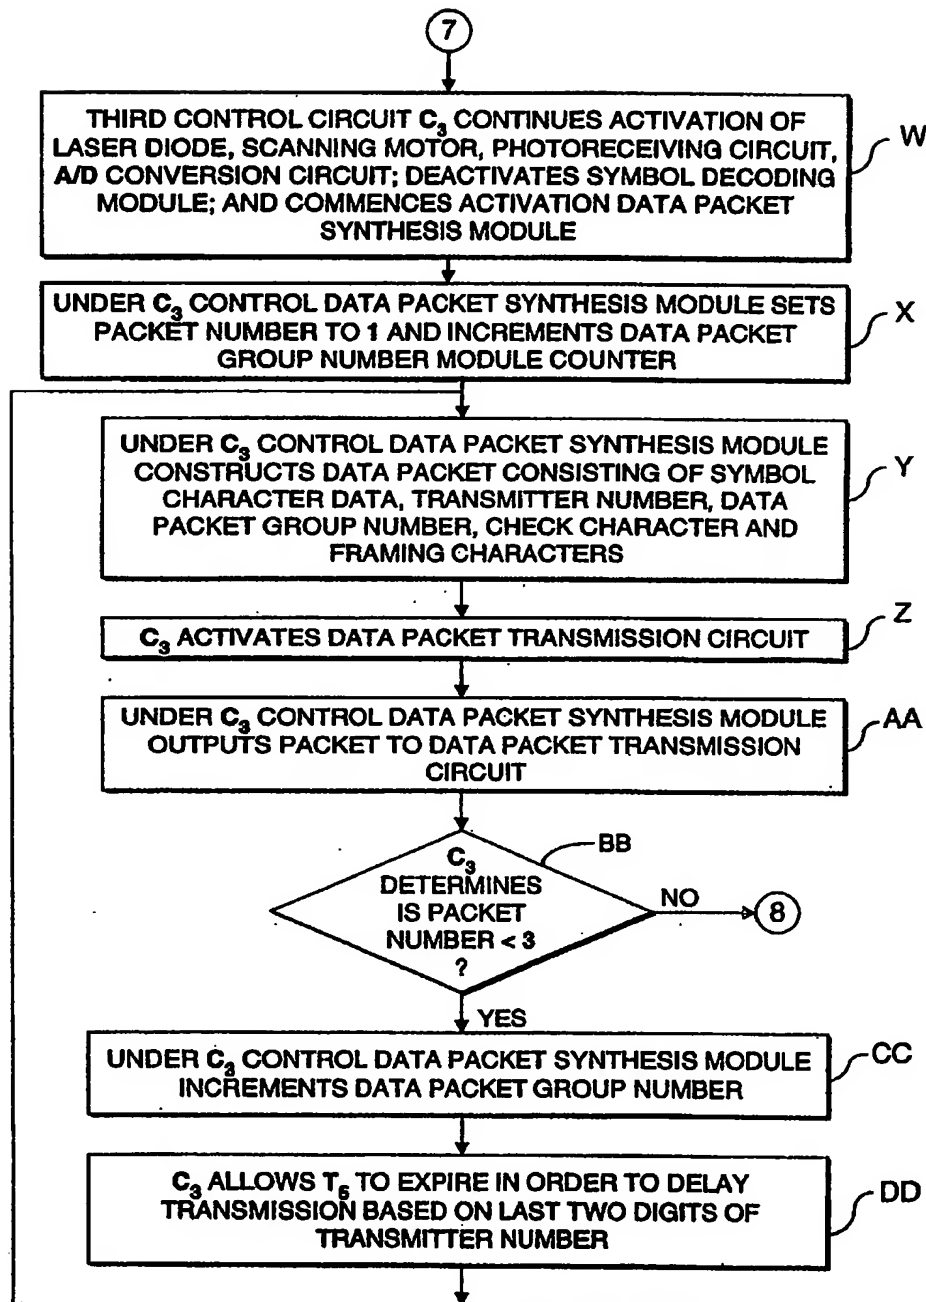 7
THIRD CONTROL CIRCUIT C3 CONTINUES ACTIVATION OF
LASER DIODE, SCANNING MOTOR, PHOTORECEIVING CIRCUIT,
A/D CONVERSION CIRCUIT; DEACTIVATES SYMBOL DECODING
MODULE; AND COMMENCES ACTIVATION DATA PACKET
SYNTHESIS MODULE
W
UNDER C3 CONTROL DATA PACKET SYNTHESIS MODULE SETS
PACKET NUMBER TO 1 AND INCREMENTS DATA PACKET
GROUP NUMBER MODULE COUNTER
X
UNDER C3 CONTROL DATA PACKET SYNTHESIS MODULE
CONSTRUCTS DATA PACKET CONSISTING OF SYMBOL
CHARACTER DATA, TRANSMITTER NUMBER, DATA
PACKET GROUP NUMBER, CHECK CHARACTER AND
FRAMING CHARACTERS
Y
C3 ACTIVATES DATA PACKET TRANSMISSION CIRCUIT
Z
UNDER C3 CONTROL DATA PACKET SYNTHESIS MODULE
OUTPUTS PACKET TO DATA PACKET TRANSMISSION
CIRCUIT
AA
C3
DETERMINES
IS PACKET
NUMBER < 3
?
BB
NO
8
YES
UNDER C3 CONTROL DATA PACKET SYNTHESIS MODULE
INCREMENTS DATA PACKET GROUP NUMBER
CC
C3 ALLOWS T5 TO EXPIRE IN ORDER TO DELAY
TRANSMISSION BASED ON LAST TWO DIGITS OF
TRANSMITTER NUMBER
DD